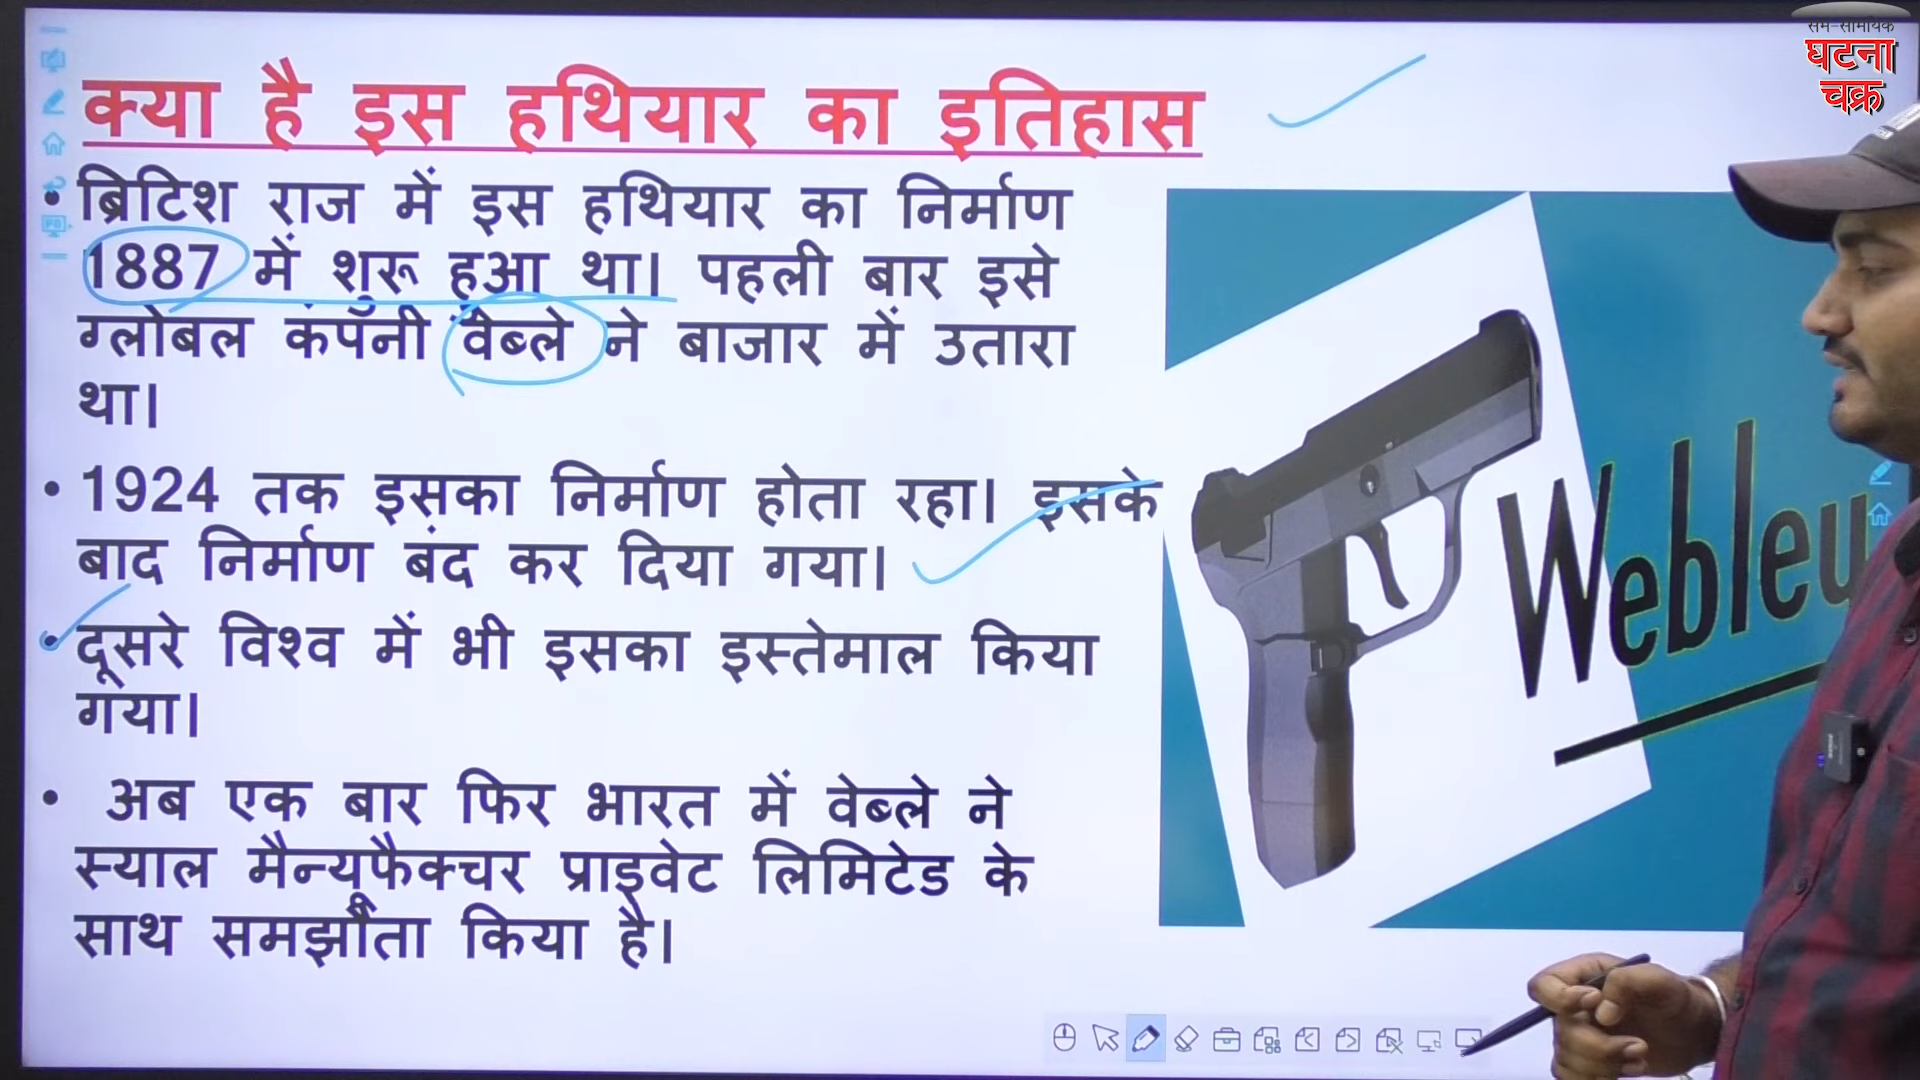 सम-सामयिक
घटना
चक्र
क्या है इस हथियार का इतिहास
• ब्रिटिश राज में इस हथियार का निर्माण
1887 में शुरू हुआ था। पहली बार इसे
ग्लोबल कंपनी वेब्ले ने बाजार में उतारा
था।
• 1924 तक इसका निर्माण होता रहा। इसके
बाद निर्माण बंद कर दिया गया।
• दूसरे विश्व में भी इसका इस्तेमाल किया
गया।
• अब एक बार फिर भारत में वेब्ले ने
स्याल मैन्यूफैक्चर प्राइवेट लिमिटेड के
साथ समझौता किया है।
Webley